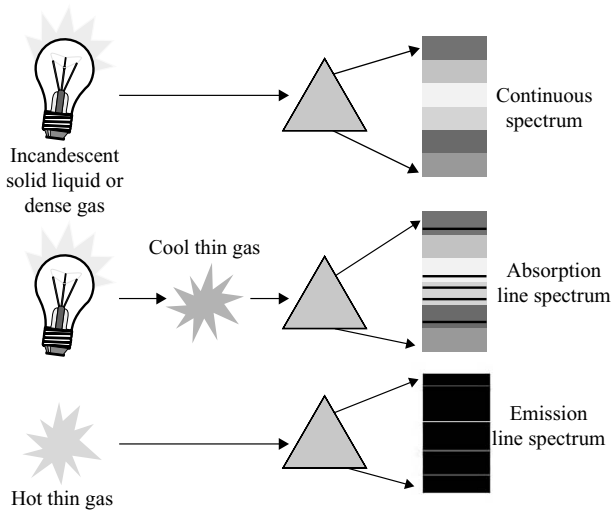 Continuous
spectrum
Incandescent
solid liquid or
dense gas
Cool thin gas
Absorption
line spectrum
Emission
line spectrum
Hot thin gas